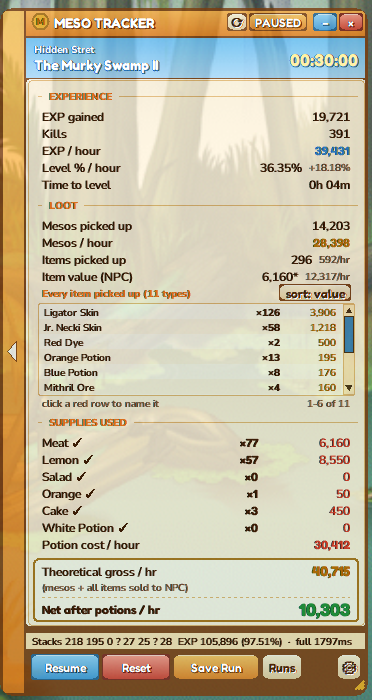 M MESO TRACKER G PAUSED – ×
Hidden Stret
The Murky Swamp II 00:30:00
EXPERIENCE
EXP gained 19,721
Kills 391
EXP / hour 39,431
Level % / hour 36.35% +18.18%
Time to level 0h 04m
LOOT
Mesos picked up 14,203
Mesos / hour 28,398
Items picked up 296 592/hr
Item value (NPC) 6,160* 12,317/hr
Every item picked up (11 types) sort: value
Ligator Skin ×126 3,906
Jr. Necki Skin ×58 1,218
Red Dye ×2 500
Orange Potion ×13 195
Blue Potion ×8 176
Mithril Ore ×4 160
click a red row to name it 1-6 of 11
SUPPLIES USED
Meat ✓ ×77 6,160
Lemon ✓ ×57 8,550
Salad ✓ ×0 0
Orange ✓ ×1 50
Cake ✓ ×3 450
White Potion ✓ ×0 0
Potion cost / hour 30,412
Theoretical gross / hr 40,715
(mesos + all items sold to NPC)
Net after potions / hr 10,303
Stacks 218 195 0 ? 27 25 ? 28 EXP 105,896 (97.51%) · full 1797ms
Resume Reset Save Run Runs